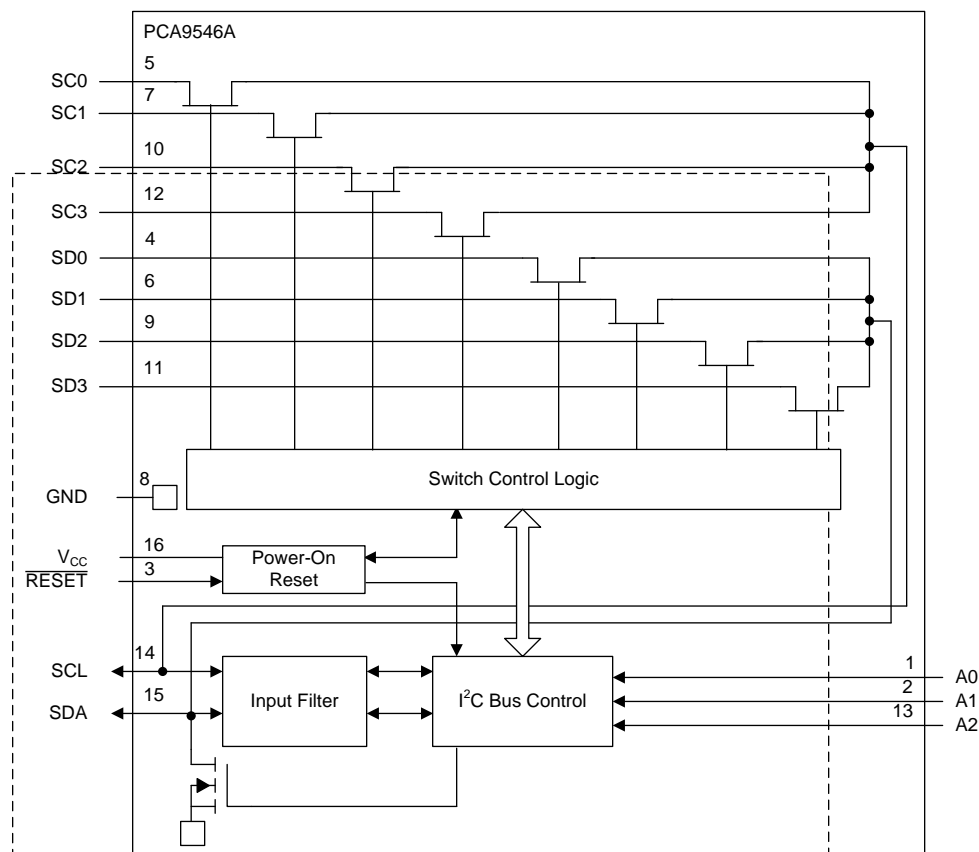 PCA9546A
SC0 5
SC1 7
SC2 10
SC3 12
SD0 4
SD1 6
SD2 9
SD3 11
Switch Control Logic
GND 8
VCC 16
RESET 3
Power-On
Reset
SCL 14
SDA 15
Input Filter
I²C Bus Control
1 A0
2 A1
13 A2